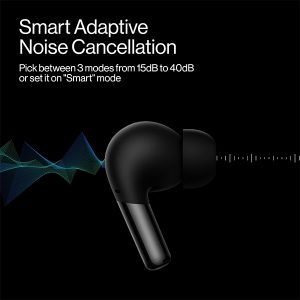 Smart Adaptive
Noise Cancellation
Pick between 3 modes from 15dB to 40dB
or set it on "Smart" mode